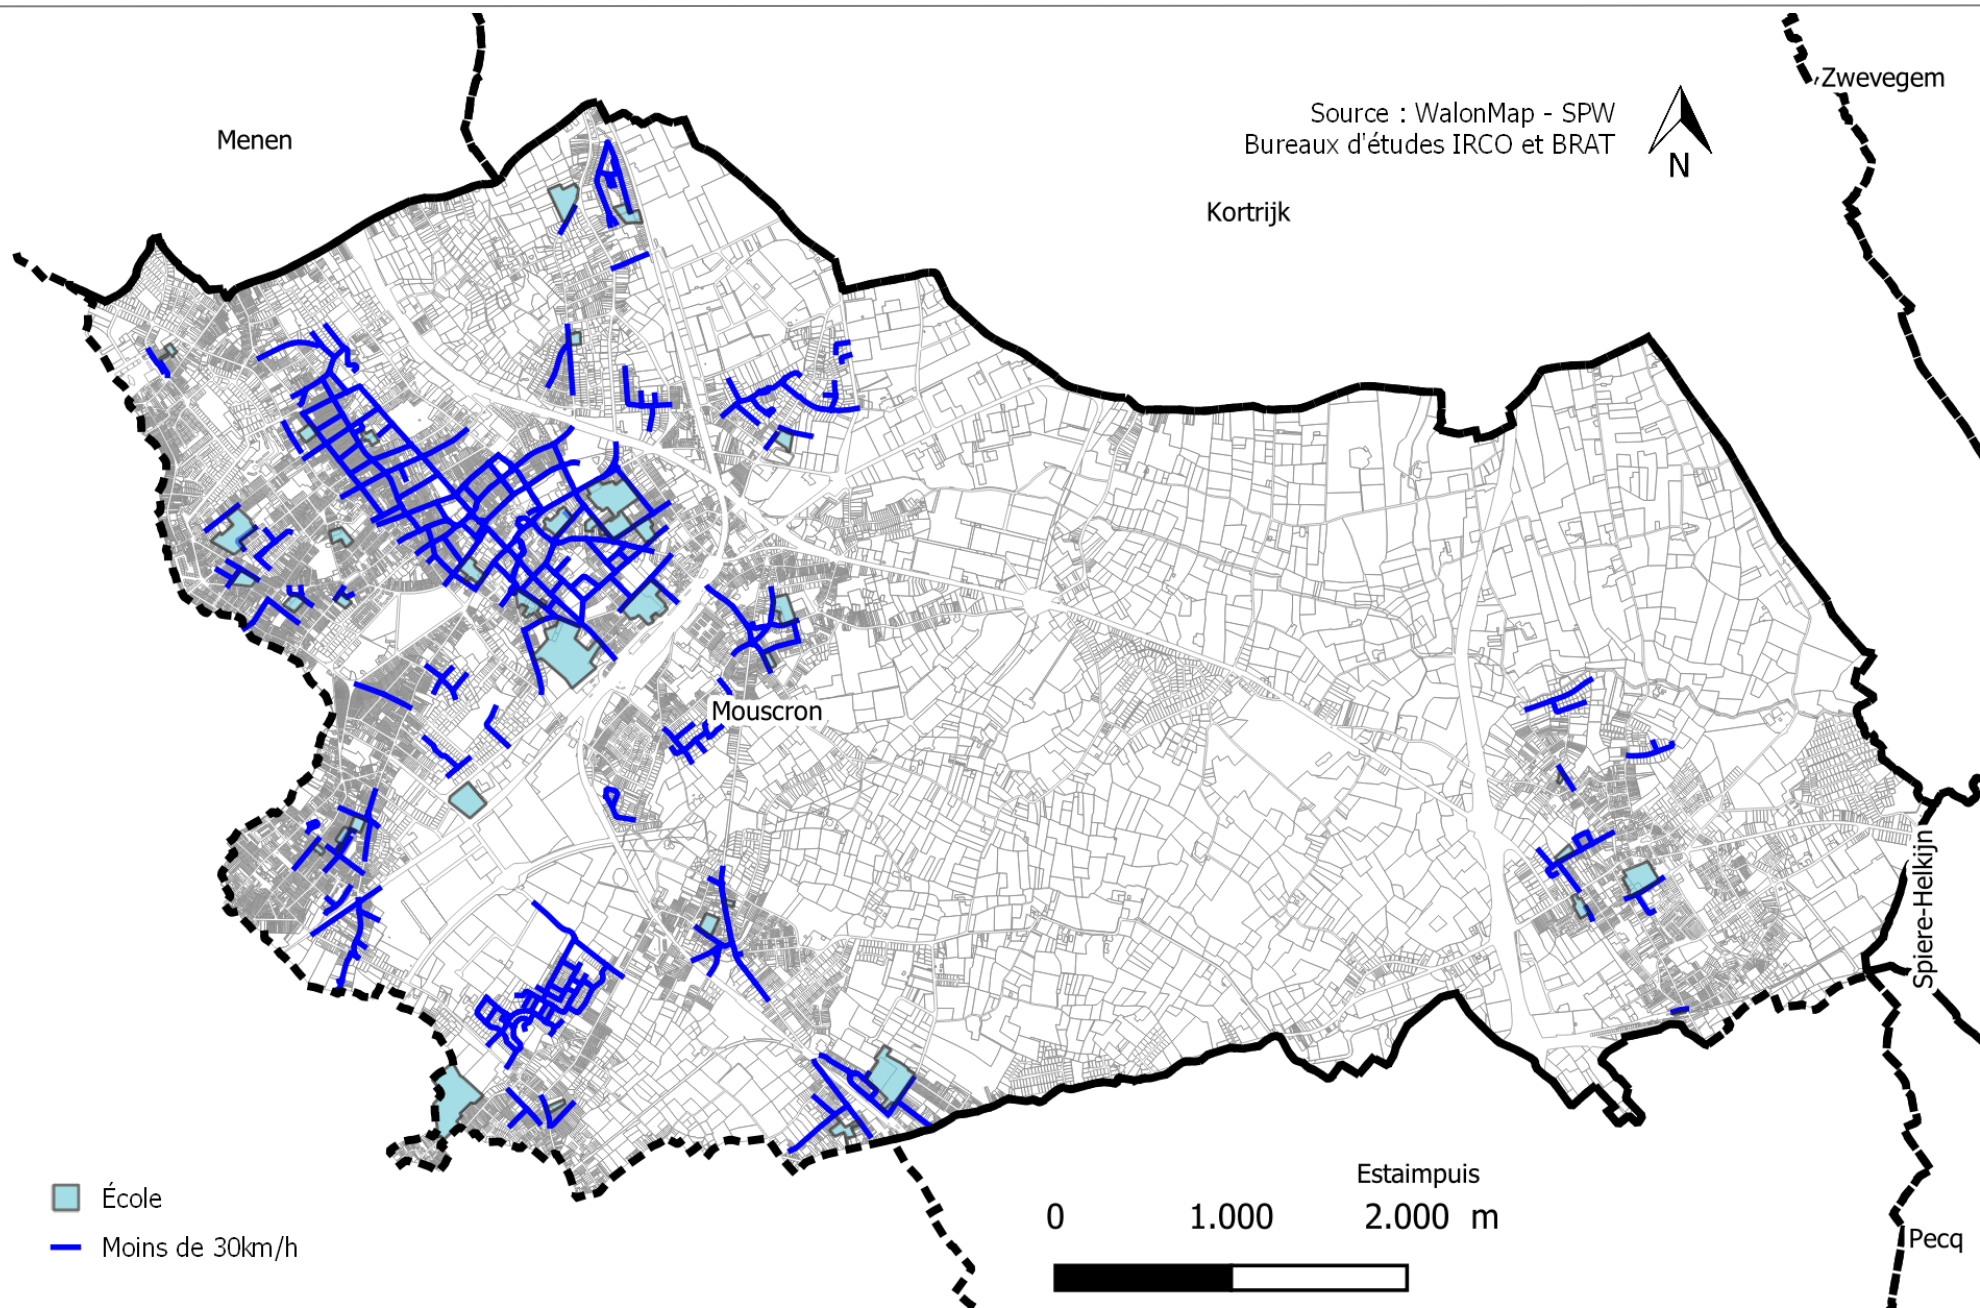 Zwevegem
Source : WalonMap - SPW
Bureaux d'études IRCO et BRAT
Menen
N
Kortrijk
Mouscron
Spiere-Helkijn
Estaimpuis
École
0 1.000 2.000 m
Moins de 30km/h
Pecq